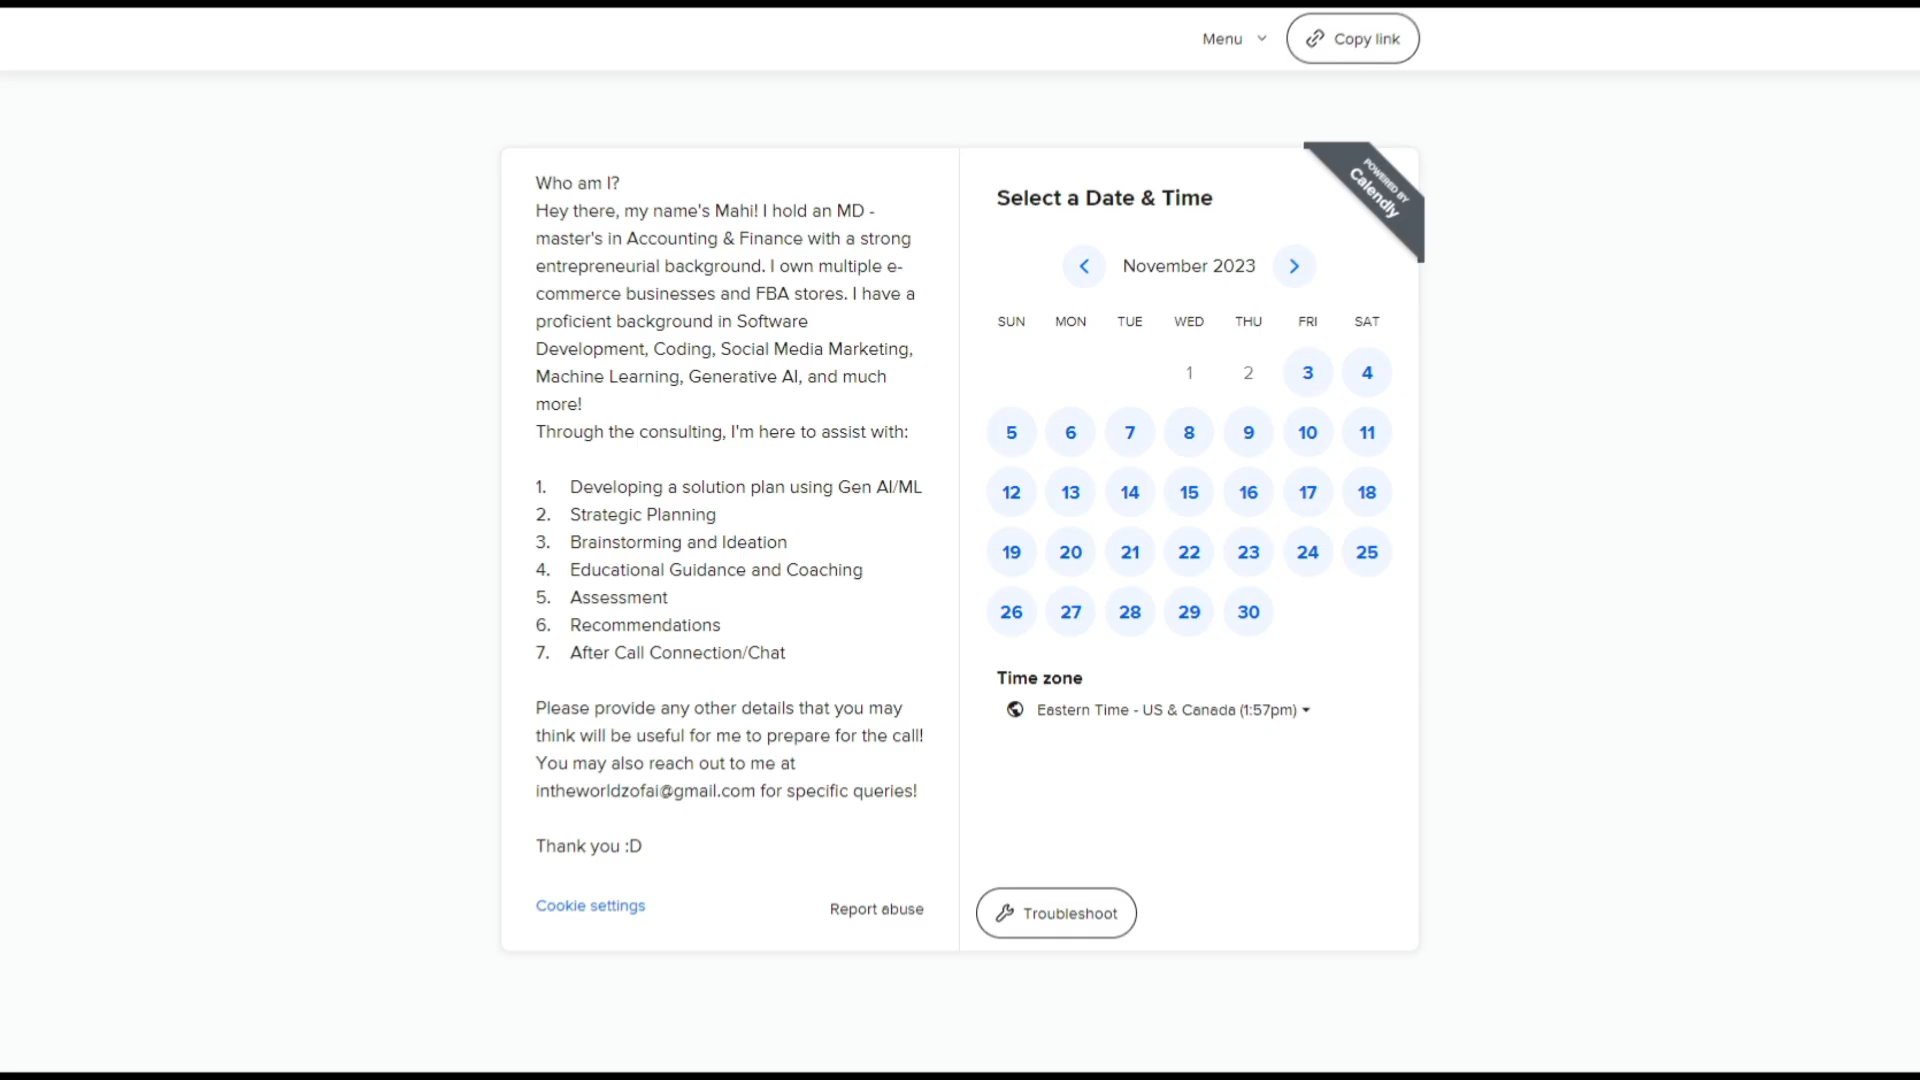 Menu
Copy link
Who am I?
Hey there, my name's Mahi! I hold an MD -
master's in Accounting & Finance with a strong
entrepreneurial background. I own multiple e-
commerce businesses and FBA stores. I have a
proficient background in Software
Development, Coding, Social Media Marketing,
Machine Learning, Generative AI, and much
more!
Through the consulting, I'm here to assist with:
1. Developing a solution plan using Gen AI/ML
2. Strategic Planning
3. Brainstorming and Ideation
4. Educational Guidance and Coaching
5. Assessment
6. Recommendations
7. After Call Connection/Chat
Please provide any other details that you may
think will be useful for me to prepare for the call!
You may also reach out to me at
intheworldzofai@gmail.com for specific queries!
Thank you :D
Cookie settings
Report abuse
Select a Date & Time
POWERED BY
Calendly
November 2023
SUN MON TUE WED THU FRI SAT
1 2 3 4
5 6 7 8 9 10 11
12 13 14 15 16 17 18
19 20 21 22 23 24 25
26 27 28 29 30
Time zone
Eastern Time - US & Canada (1:57pm)
Troubleshoot